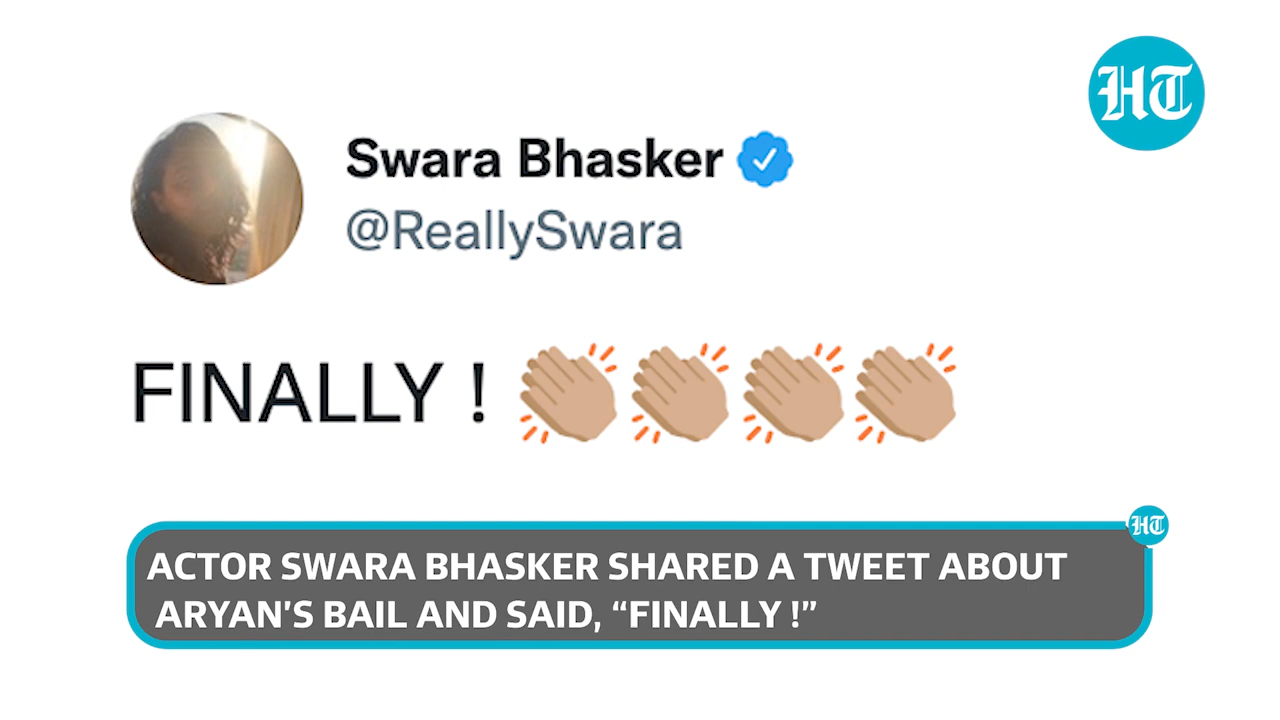 HT
Swara Bhasker
@ReallySwara
FINALLY ! 👏🏼👏🏼👏🏼👏🏼
HT
ACTOR SWARA BHASKER SHARED A TWEET ABOUT
ARYAN'S BAIL AND SAID, “FINALLY !”